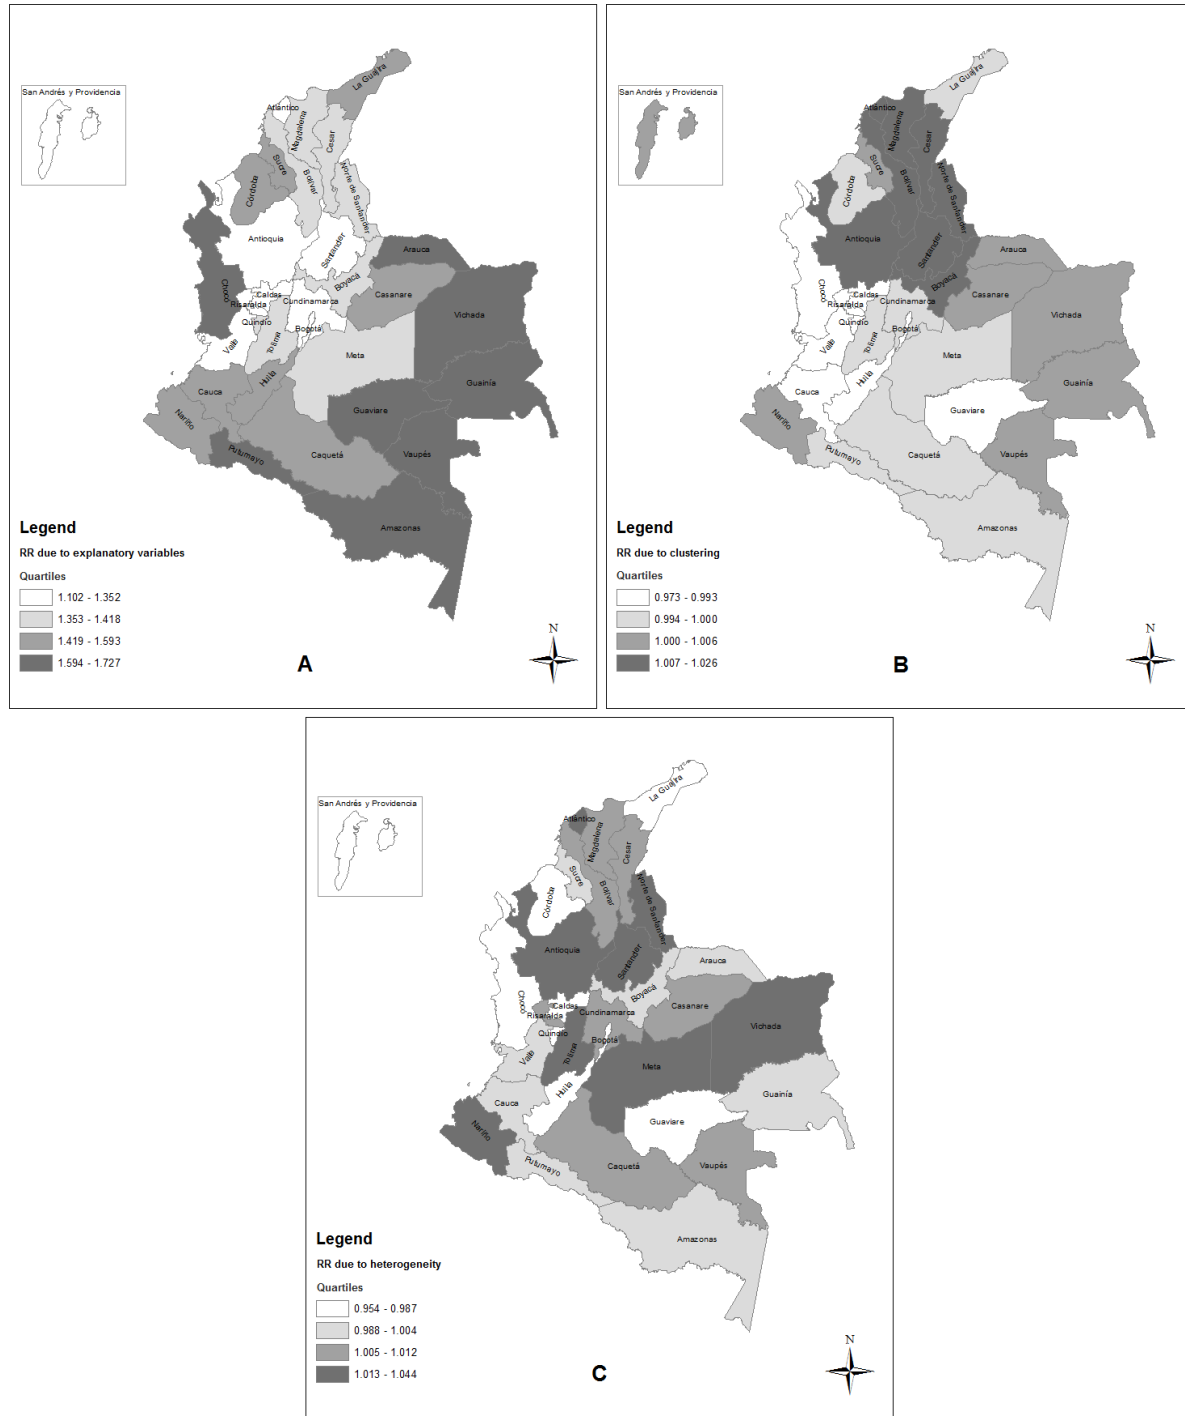 San Andrés y Providencia
La Guajira
Atlántico
Magdalena
Cesar
Sucre
Córdoba
Bolívar
Norte de Santander
Antioquia
Santander
Arauca
Boyacá
Chocó
Caldas
Risaralda
Cundinamarca
Casanare
Quindío
Bogotá
Vichada
Valle
Tolima
Meta
Huila
Guainía
Cauca
Guaviare
Nariño
Putumayo
Caquetá
Vaupés
Amazonas
Legend
RR due to explanatory variables
Quartiles
1.102 - 1.352
1.353 - 1.418
1.419 - 1.593
1.594 - 1.727
A
N
San Andrés y Providencia
La Guajira
Atlántico
Magdalena
Cesar
Sucre
Córdoba
Bolívar
Norte de Santander
Antioquia
Santander
Arauca
Boyacá
Chocó
Caldas
Risaralda
Cundinamarca
Casanare
Quindío
Bogotá
Vichada
Valle
Tolima
Meta
Huila
Guainía
Cauca
Guaviare
Nariño
Putumayo
Caquetá
Vaupés
Amazonas
Legend
RR due to clustering
Quartiles
0.973 - 0.993
0.994 - 1.000
1.000 - 1.006
1.007 - 1.026
B
N
San Andrés y Providencia
La Guajira
Atlántico
Magdalena
Cesar
Sucre
Córdoba
Bolívar
Norte de Santander
Antioquia
Santander
Arauca
Boyacá
Chocó
Caldas
Risaralda
Cundinamarca
Casanare
Quindío
Bogotá
Vichada
Valle
Tolima
Meta
Huila
Guainía
Cauca
Guaviare
Nariño
Putumayo
Caquetá
Vaupés
Amazonas
Legend
RR due to heterogeneity
Quartiles
0.954 - 0.987
0.988 - 1.004
1.005 - 1.012
1.013 - 1.044
C
N